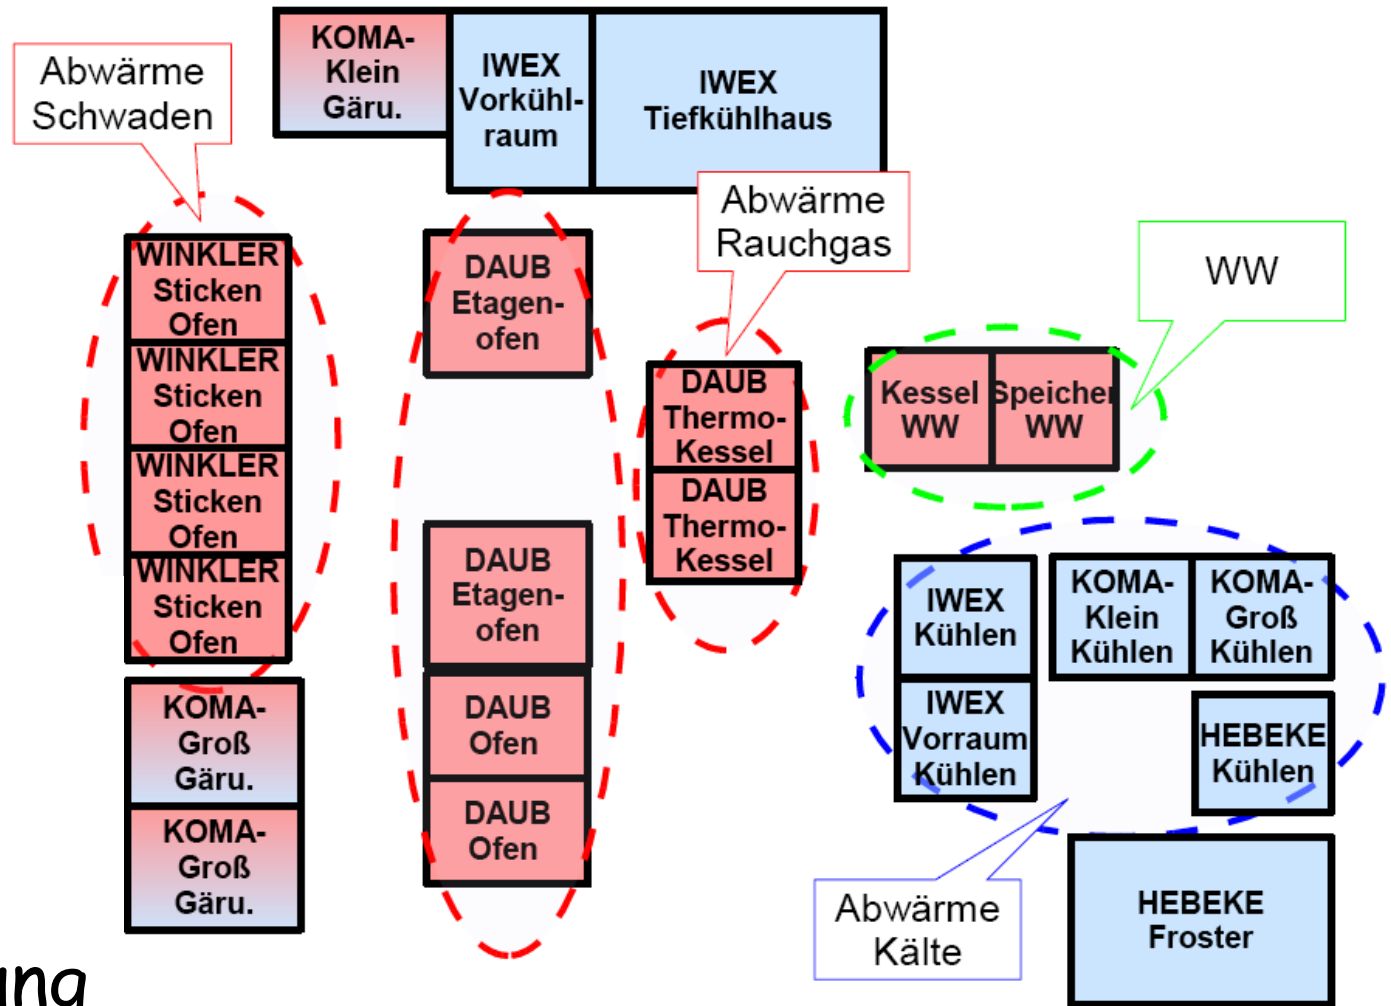 KOMA-
Klein
Gäru.
IWEX
Vorkühl-
raum
IWEX
Tiefkühlhaus
Abwärme
Schwaden
Abwärme
Rauchgas
WW
WINKLER
Sticken
Ofen
WINKLER
Sticken
Ofen
WINKLER
Sticken
Ofen
WINKLER
Sticken
Ofen
KOMA-
Groß
Gäru.
KOMA-
Groß
Gäru.
DAUB
Etagen-
ofen
DAUB
Etagen-
ofen
DAUB
Ofen
DAUB
Ofen
DAUB
Thermo-
Kessel
DAUB
Thermo-
Kessel
Kessel
WW
Speicher
WW
IWEX
Kühlen
IWEX
Vorraum
Kühlen
KOMA-
Klein
Kühlen
KOMA-
Groß
Kühlen
HEBEKE
Kühlen
Abwärme
Kälte
HEBEKE
Froster